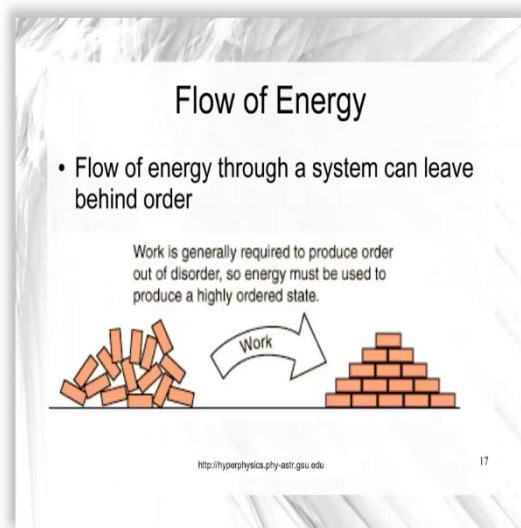 Flow of Energy
• Flow of energy through a system can leave
behind order
Work is generally required to produce order
out of disorder, so energy must be used to
produce a highly ordered state.
Work
http://hyperphysics.phy-astr.gsu.edu
17